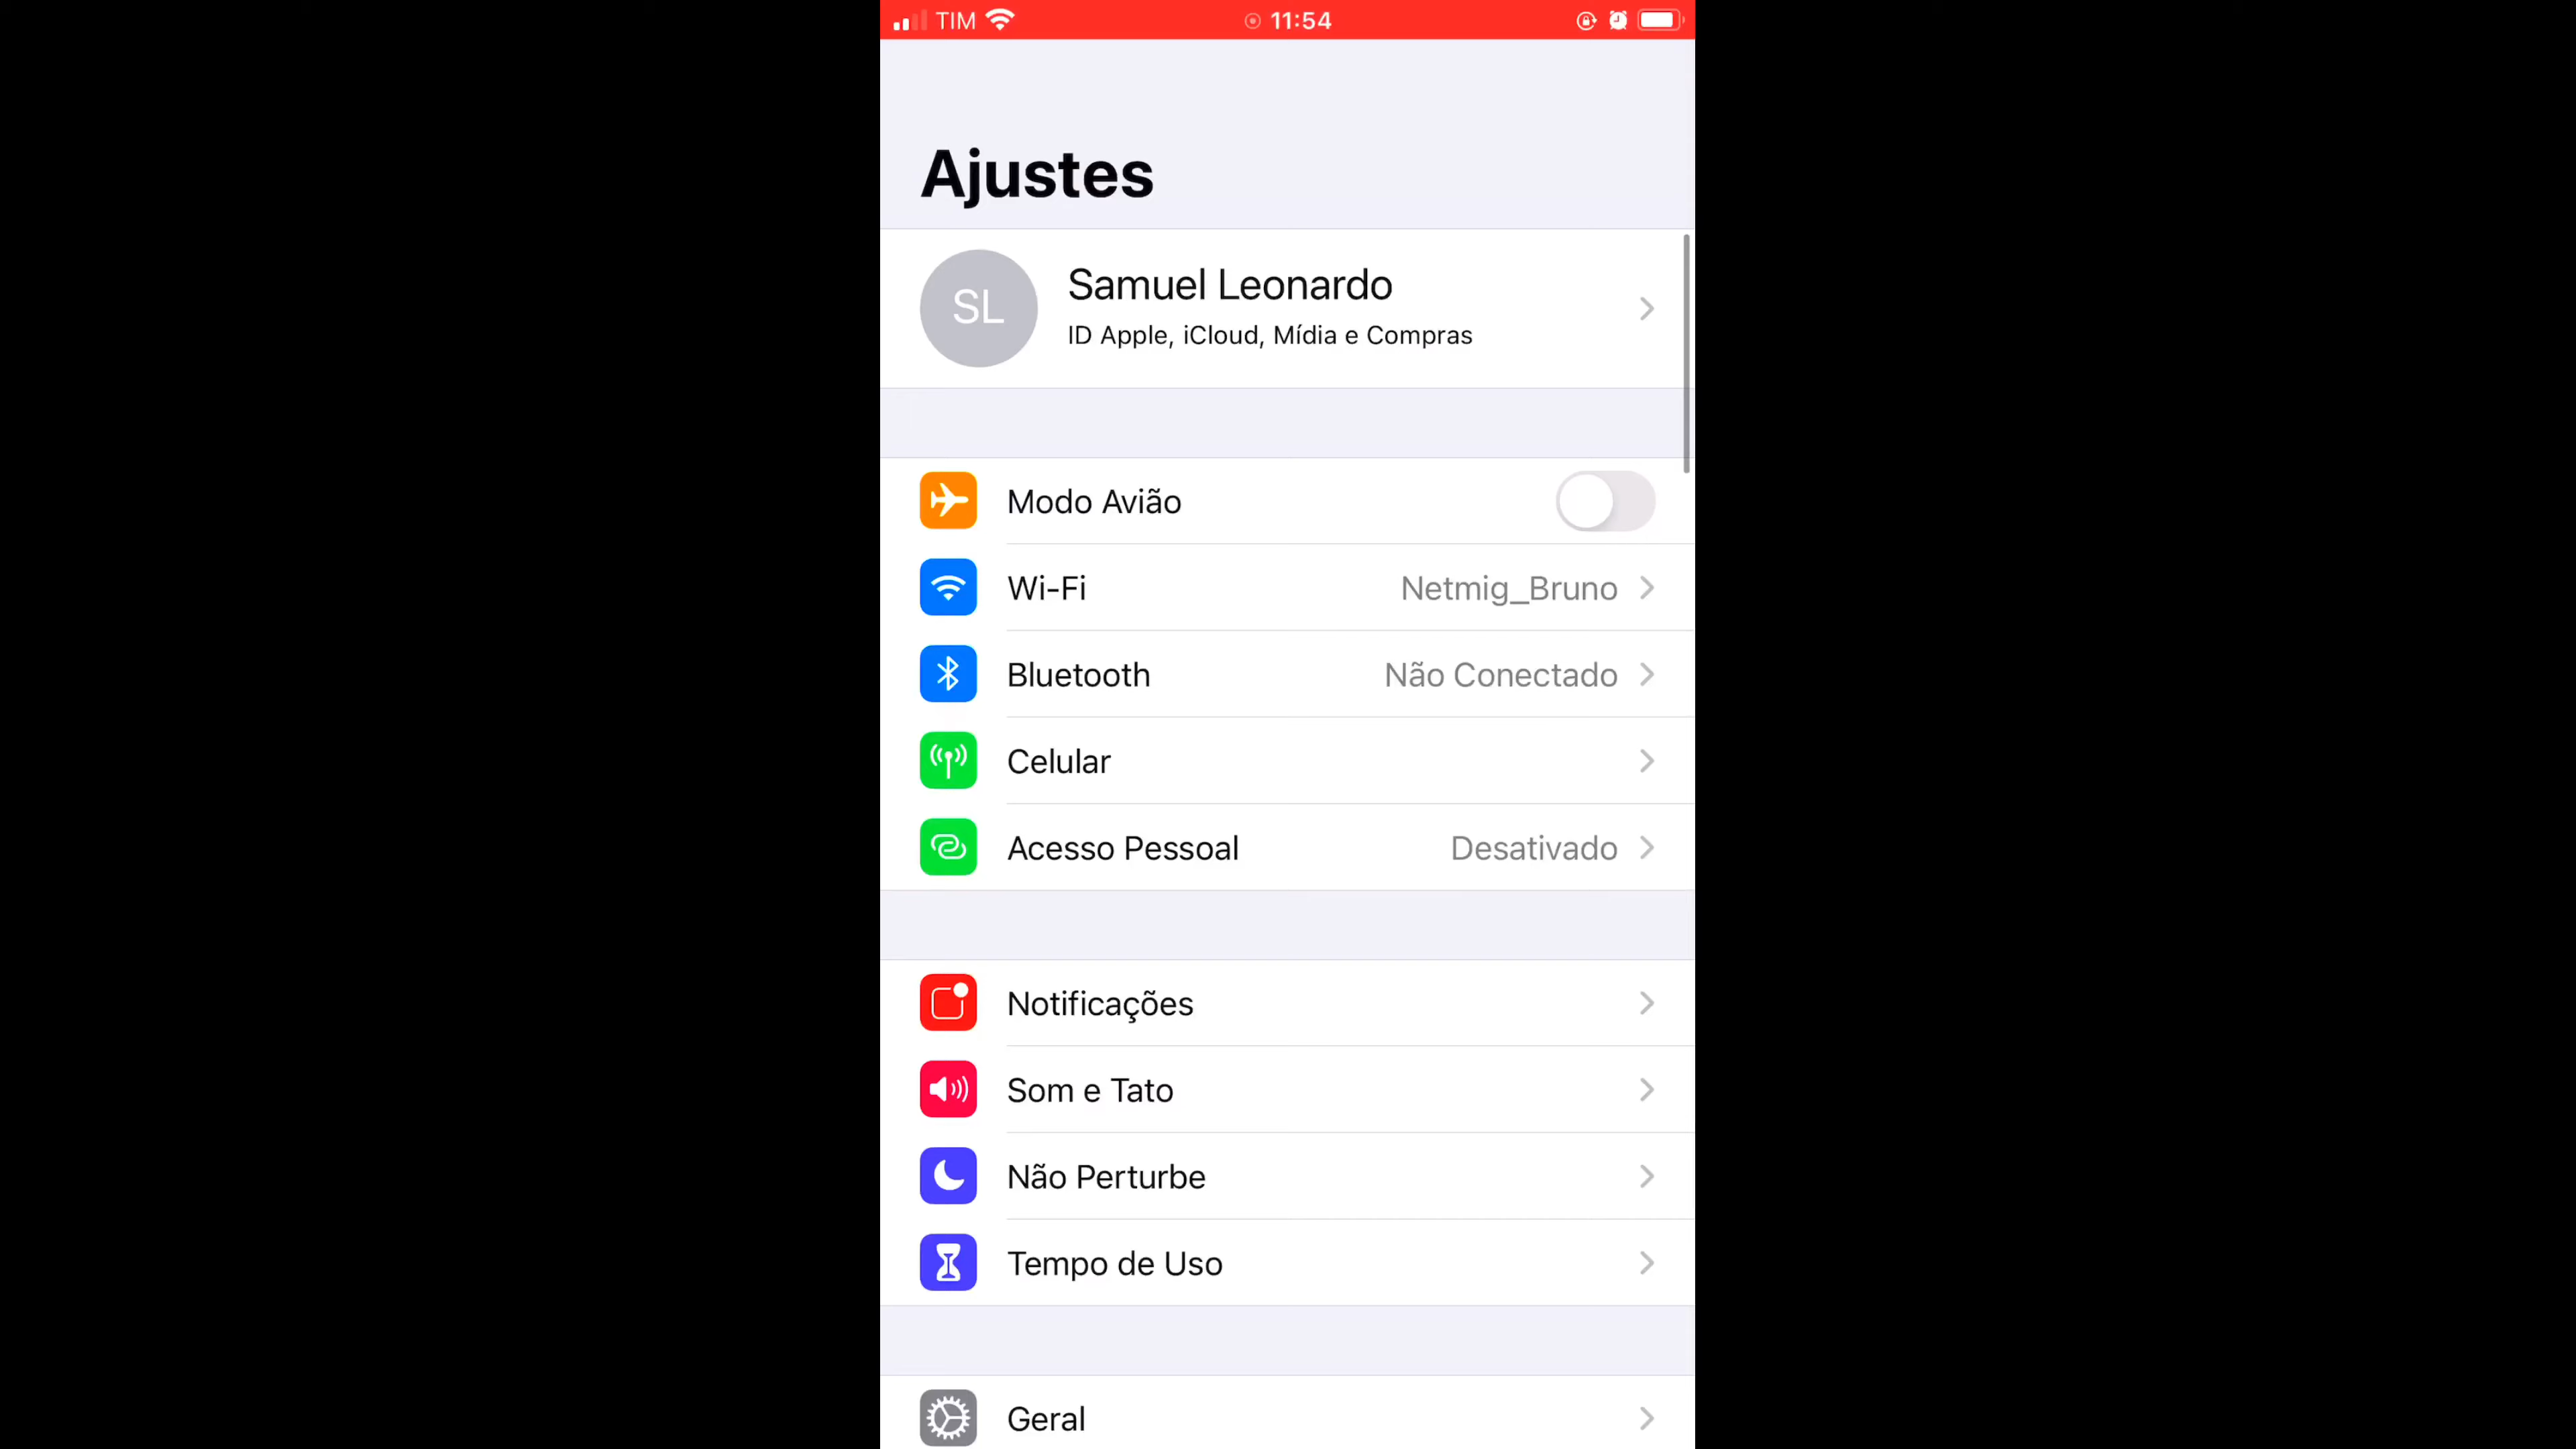 TIM 11:54
Ajustes
SL
Samuel Leonardo
ID Apple, iCloud, Mídia e Compras
Modo Avião
Wi-Fi Netmig_Bruno
Bluetooth Não Conectado
Celular
Acesso Pessoal Desativado
Notificações
Som e Tato
Não Perturbe
Tempo de Uso
Geral